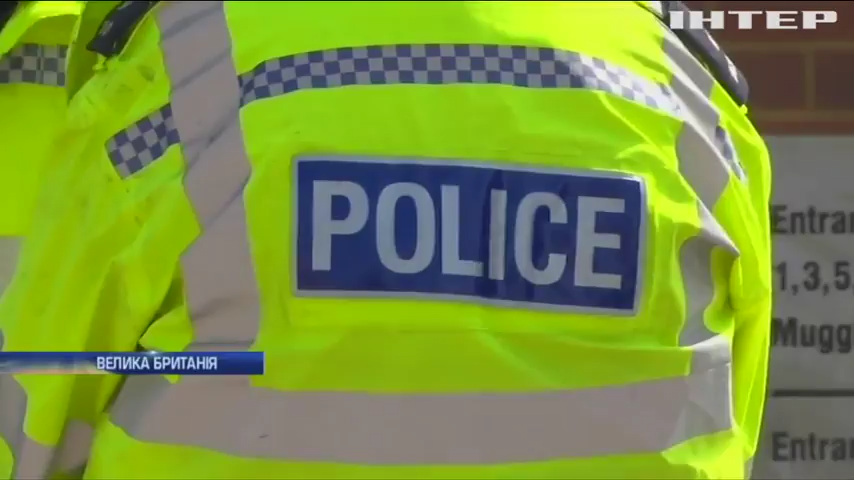 ІНТЕР
POLICE
Entran
1,3,5,
Mugg
ВЕЛИКА БРИТАНІЯ
Entran